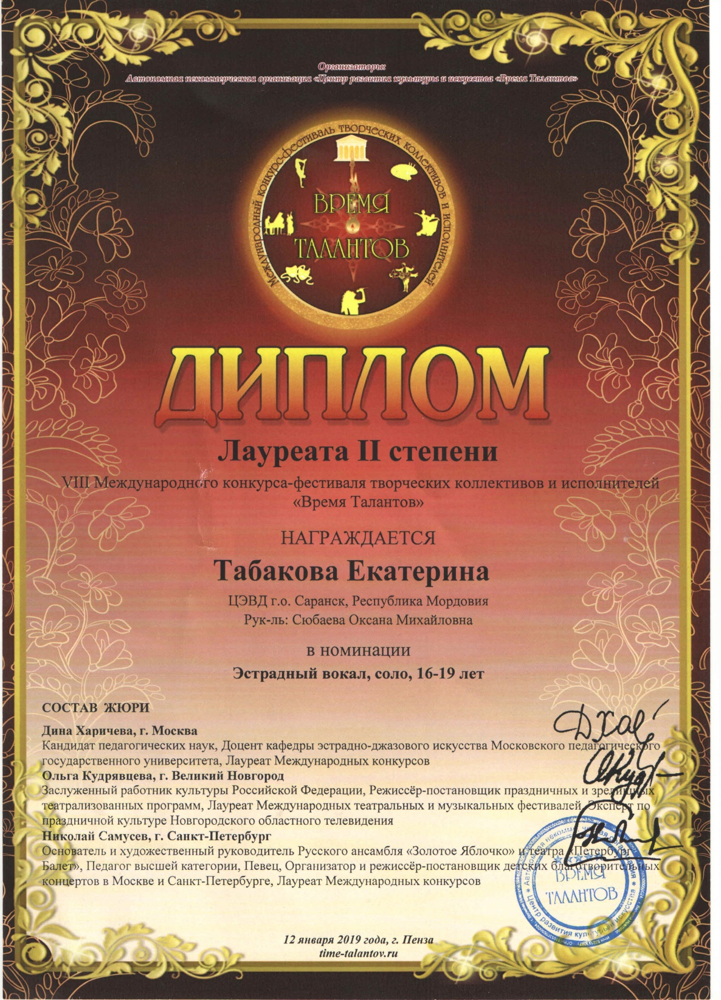 Организаторы:
Автономная некоммерческая организация «Центр развития культуры и искусства «Время Талантов»
Международный конкурс-фестиваль творческих коллективов и исполнителей
ВРЕМЯ
ТАЛАНТОВ
ДИПЛОМ
Лауреата II степени
VIII Международного конкурса-фестиваля творческих коллективов и исполнителей
«Время Талантов»
НАГРАЖДАЕТСЯ
Табакова Екатерина
ЦЭВД г.о. Саранск, Республика Мордовия
Рук-ль: Сюбаева Оксана Михайловна
в номинации
Эстрадный вокал, соло, 16-19 лет
СОСТАВ ЖЮРИ
Дина Харичева, г. Москва
Кандидат педагогических наук, Доцент кафедры эстрадно-джазового искусства Московского педагогического
государственного университета, Лауреат Международных конкурсов
Ольга Кудрявцева, г. Великий Новгород
Заслуженный работник культуры Российской Федерации, Режиссёр-постановщик праздничных и зрелищных
театрализованных программ, Лауреат Международных театральных и музыкальных фестивалей, Эксперт по
праздничной культуре Новгородского областного телевидения
Николай Самусев, г. Санкт-Петербург
Основатель и художественный руководитель Русского ансамбля «Золотое Яблочко» и театра «Петербург
Балет», Педагог высшей категории, Певец, Организатор и режиссёр-постановщик детских благотворительных
концертов в Москве и Санкт-Петербурге, Лауреат Международных конкурсов
Автономная некоммерческая организация
Центр развития культуры и искусства
ВРЕМЯ
ТАЛАНТОВ
12 января 2019 года, г. Пенза
time-talantov.ru